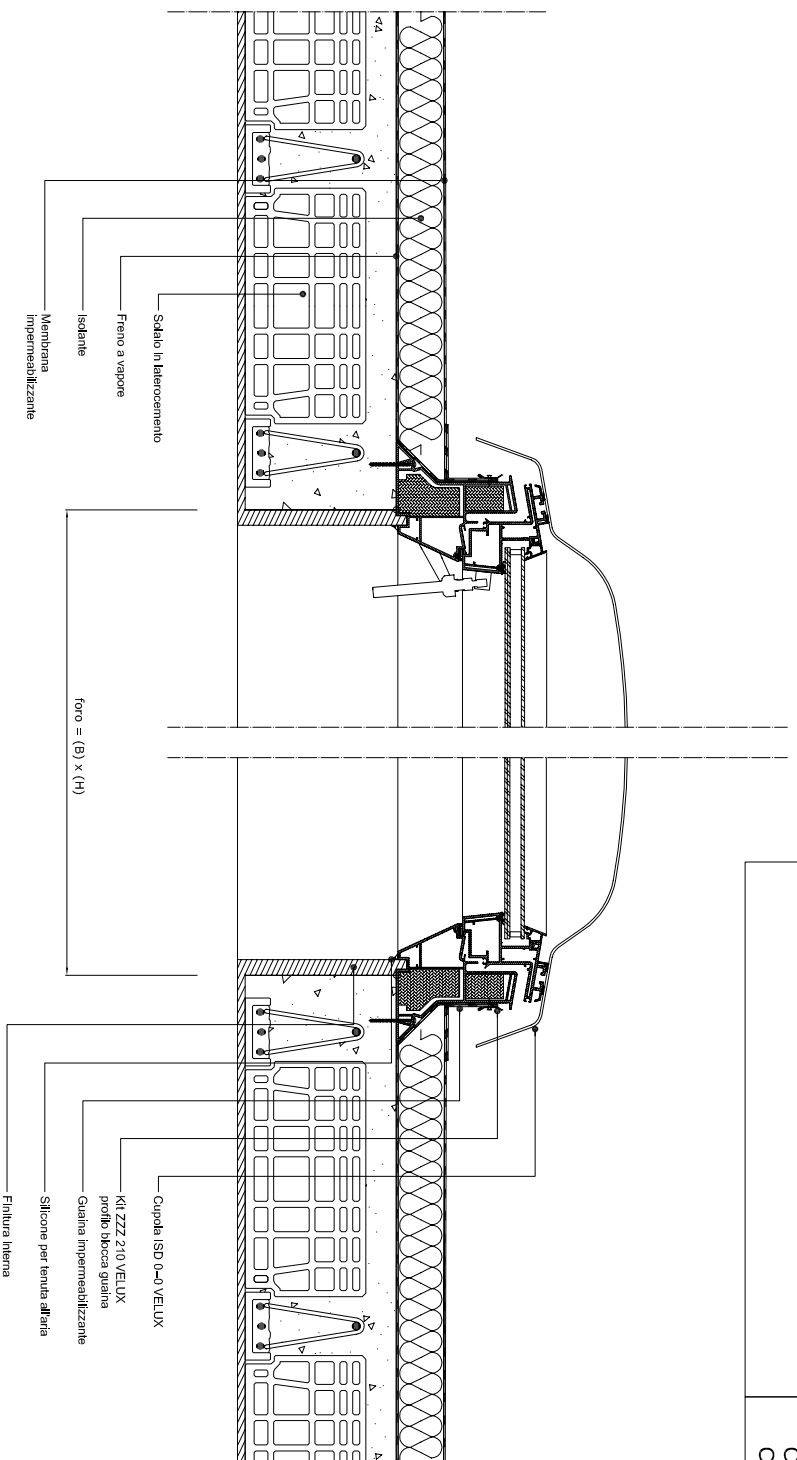 Membrana
impermeabilizzante
Isolante
Freno a vapore
Solaio in laterocemento
foro = (B) x (H)
Cupola ISD 0-0 VELUX
Kit ZZZ 210 VELUX
profilo blocca guaina
Guaina impermeabilizzante
Silicone per tenuta all'aria
Finitura interna